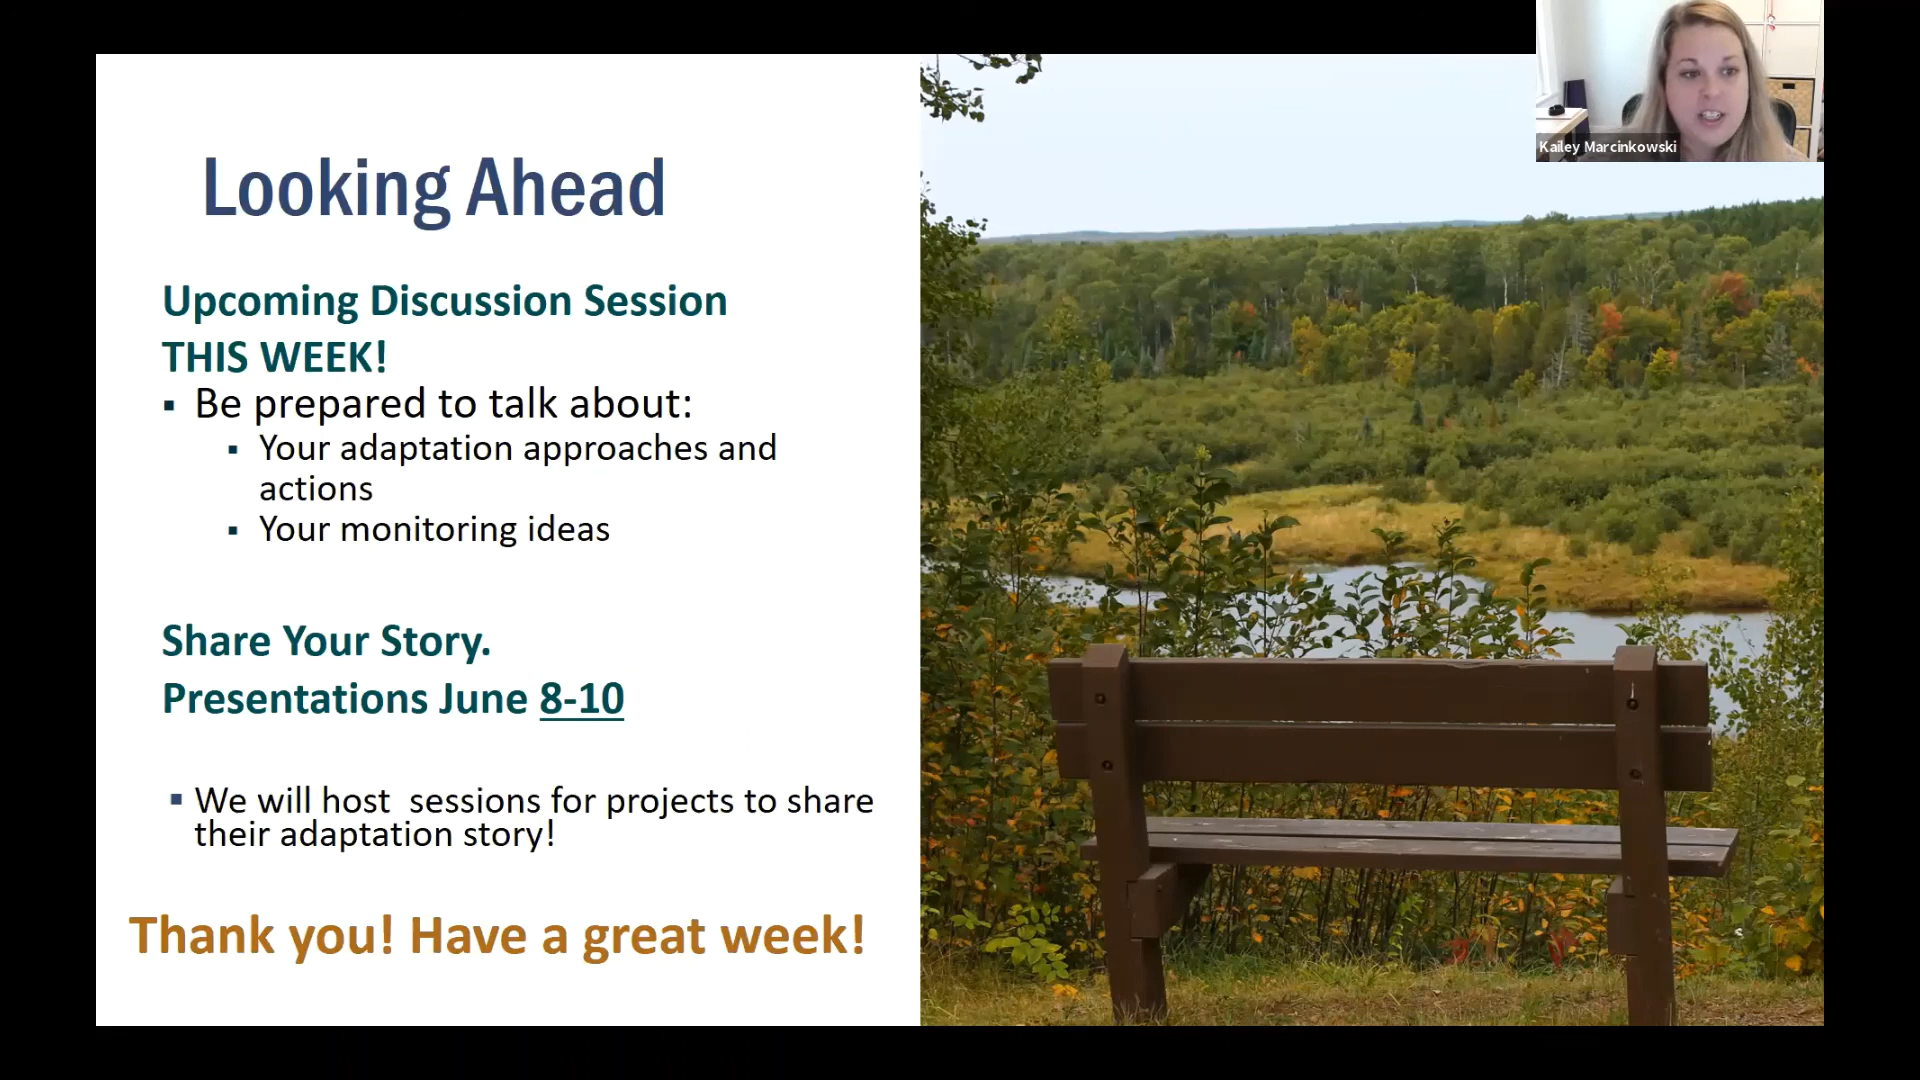 Looking Ahead
Upcoming Discussion Session
THIS WEEK!
▪ Be prepared to talk about:
▪ Your adaptation approaches and
actions
▪ Your monitoring ideas
Share Your Story.
Presentations June 8-10
▪ We will host  sessions for projects to share
their adaptation story!
Thank you! Have a great week!
Kailey Marcinkowski